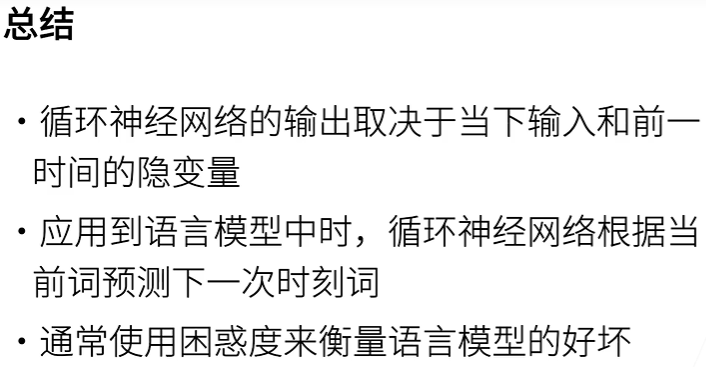 总结
• 循环神经网络的输出取决于当下输入和前一
时间的隐变量
• 应用到语言模型中时，循环神经网络根据当
前词预测下一次时刻词
• 通常使用困惑度来衡量语言模型的好坏